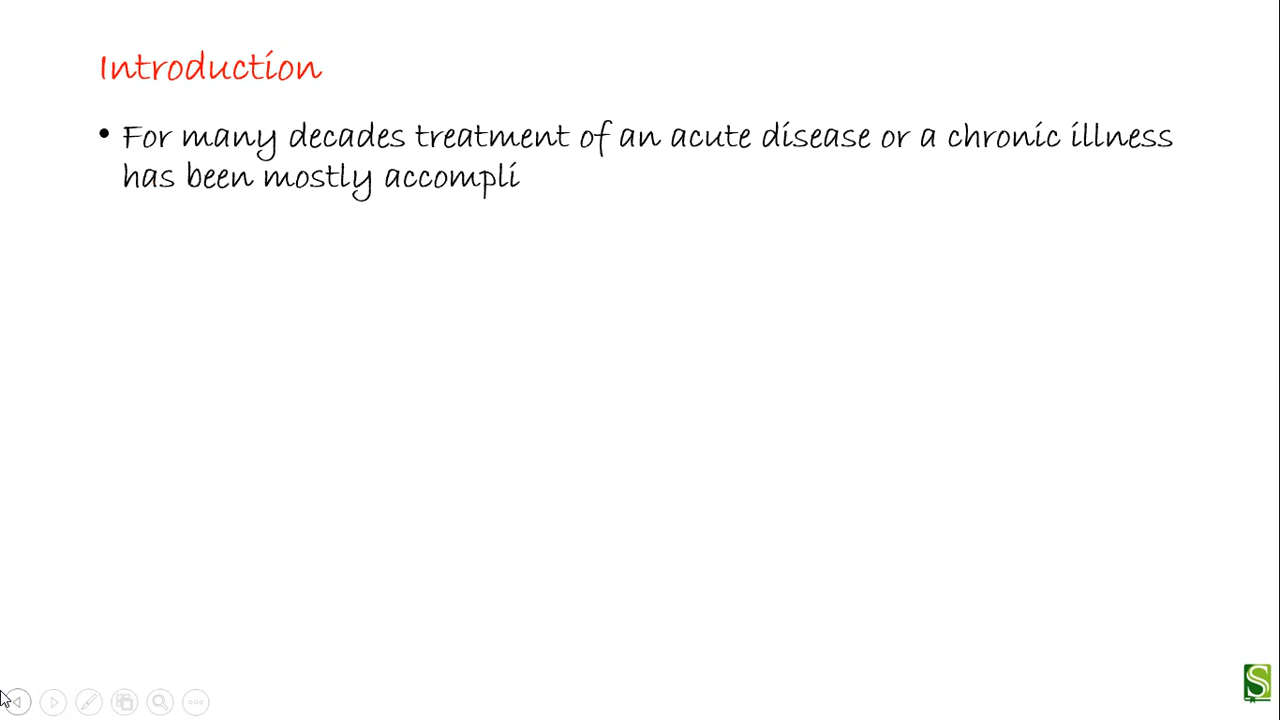 Introduction
• For many decades treatment of an acute disease or a chronic illness
has been mostly accompli
S